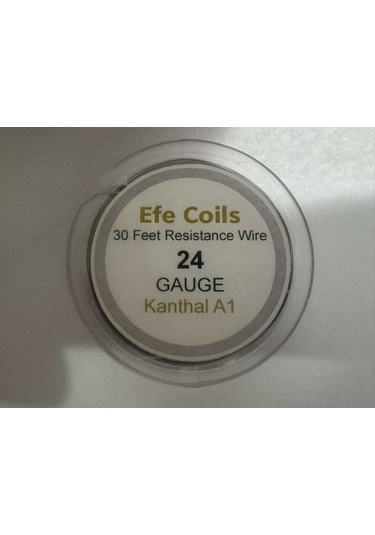 Efe Coils
30 Feet Resistance Wire
24
GAUGE
Kanthal A1